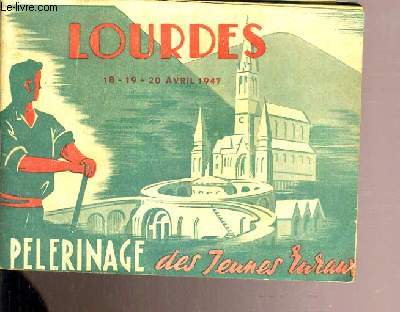 Le-livre.com
LOURDES
18-19-20 AVRIL 1947
PELERINAGE des Jeunes Ruraux